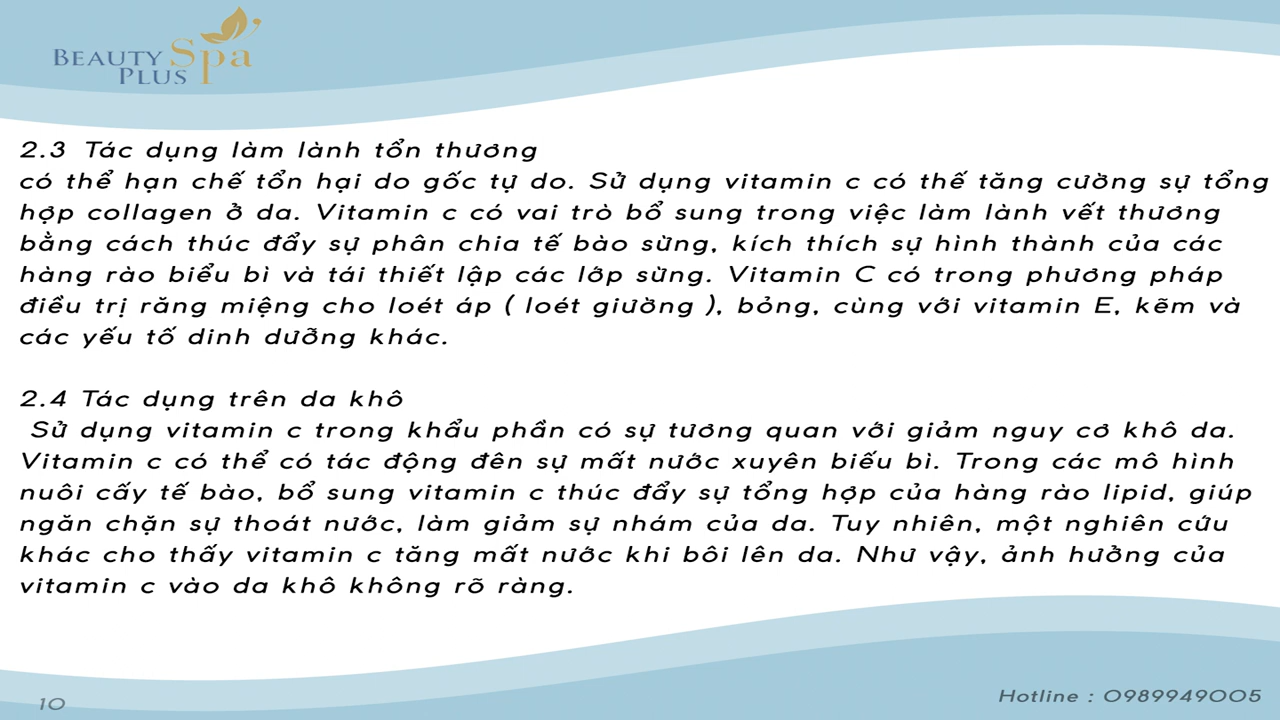 BEAUTY Spa
PLUS
2.3 Tác dụng làm lành tổn thương
có thể hạn chế tổn hại do gốc tự do. Sử dụng vitamin c có thế tăng cường sự tổng
hợp collagen ở da. Vitamin c có vai trò bổ sung trong việc làm lành vết thương
bằng cách thúc đẩy sự phân chia tế bào sừng, kích thích sự hình thành của các
hàng rào biểu bì và tái thiết lập các lớp sừng. Vitamin C có trong phương pháp
điều trị răng miệng cho loét áp ( loét giường ), bỏng, cùng với vitamin E, kẽm và
các yếu tố dinh dưỡng khác.
2.4 Tác dụng trên da khô
Sử dụng vitamin c trong khẩu phần có sự tương quan với giảm nguy cơ khô da.
Vitamin c có thể có tác động đên sự mất nước xuyên biếu bì. Trong các mô hình
nuôi cấy tế bào, bổ sung vitamin c thúc đẩy sự tổng hợp của hàng rào lipid, giúp
ngăn chặn sự thoát nước, làm giảm sự nhám của da. Tuy nhiên, một nghiên cứu
khác cho thấy vitamin c tăng mất nước khi bôi lên da. Như vậy, ảnh hưởng của
vitamin c vào da khô không rõ ràng.
10
Hotline : 0989949005